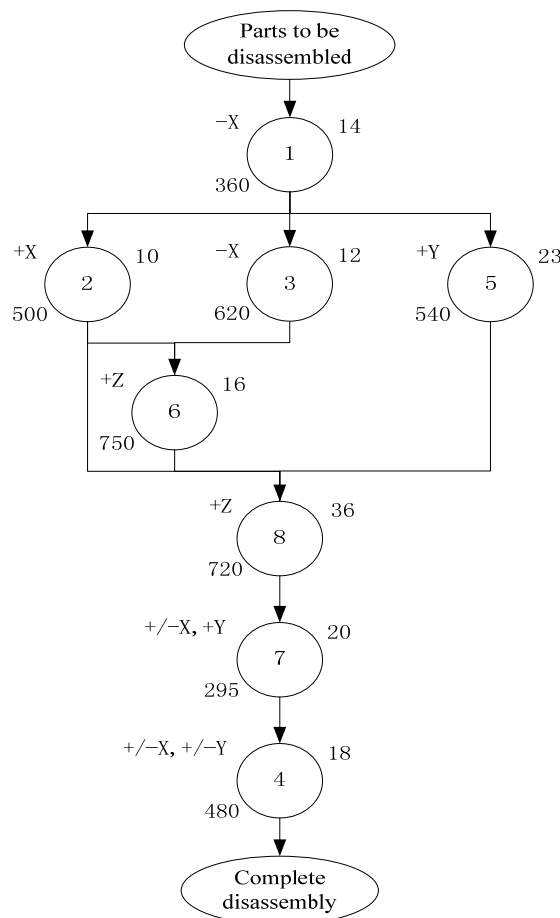 Parts to be
disassembled
−X
14
1
360
+X
10
2
500
−X
12
3
620
+Y
23
5
540
+Z
16
6
750
+Z
36
8
720
+/−X, +Y
20
7
295
+/−X, +/−Y
18
4
480
Complete
disassembly